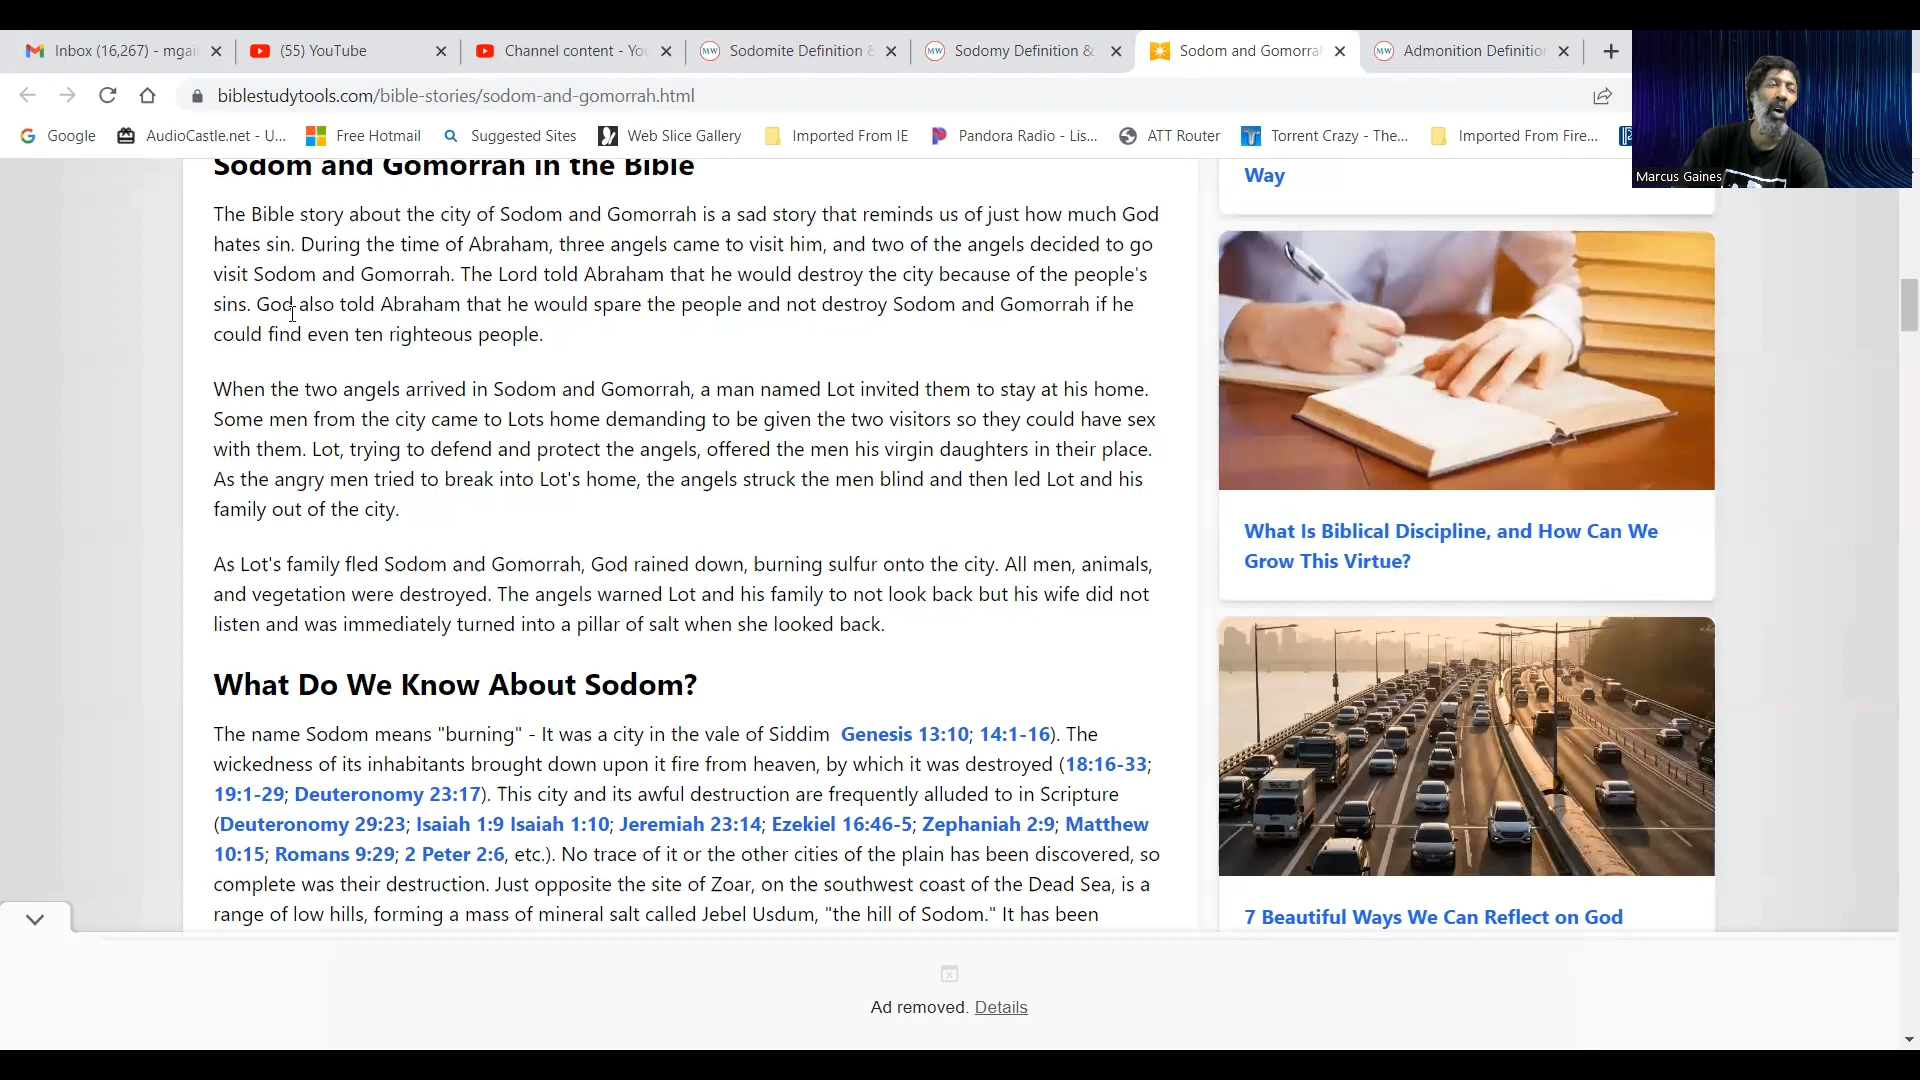 Inbox (16,267) - mgai
(55) YouTube
Channel content - Yo
Sodomite Definition &
Sodomy Definition &
Sodom and Gomorra
Admonition Definitio
biblestudytools.com/bible-stories/sodom-and-gomorrah.html
Google
AudioCastle.net - U...
Free Hotmail
Suggested Sites
Web Slice Gallery
Imported From IE
Pandora Radio - Lis...
ATT Router
Torrent Crazy - The...
Imported From Fire...
Marcus Gaines
Sodom and Gomorrah in the Bible
The Bible story about the city of Sodom and Gomorrah is a sad story that reminds us of just how much God
hates sin. During the time of Abraham, three angels came to visit him, and two of the angels decided to go
visit Sodom and Gomorrah. The Lord told Abraham that he would destroy the city because of the people's
sins. God also told Abraham that he would spare the people and not destroy Sodom and Gomorrah if he
could find even ten righteous people.
When the two angels arrived in Sodom and Gomorrah, a man named Lot invited them to stay at his home.
Some men from the city came to Lots home demanding to be given the two visitors so they could have sex
with them. Lot, trying to defend and protect the angels, offered the men his virgin daughters in their place.
As the angry men tried to break into Lot's home, the angels struck the men blind and then led Lot and his
family out of the city.
As Lot's family fled Sodom and Gomorrah, God rained down, burning sulfur onto the city. All men, animals,
and vegetation were destroyed. The angels warned Lot and his family to not look back but his wife did not
listen and was immediately turned into a pillar of salt when she looked back.
What Do We Know About Sodom?
The name Sodom means "burning" - It was a city in the vale of Siddim Genesis 13:10; 14:1-16). The
wickedness of its inhabitants brought down upon it fire from heaven, by which it was destroyed (18:16-33;
19:1-29; Deuteronomy 23:17). This city and its awful destruction are frequently alluded to in Scripture
(Deuteronomy 29:23; Isaiah 1:9 Isaiah 1:10; Jeremiah 23:14; Ezekiel 16:46-5; Zephaniah 2:9; Matthew
10:15; Romans 9:29; 2 Peter 2:6, etc.). No trace of it or the other cities of the plain has been discovered, so
complete was their destruction. Just opposite the site of Zoar, on the southwest coast of the Dead Sea, is a
range of low hills, forming a mass of mineral salt called Jebel Usdum, "the hill of Sodom." It has been
Way
What Is Biblical Discipline, and How Can We
Grow This Virtue?
7 Beautiful Ways We Can Reflect on God
Ad removed. Details